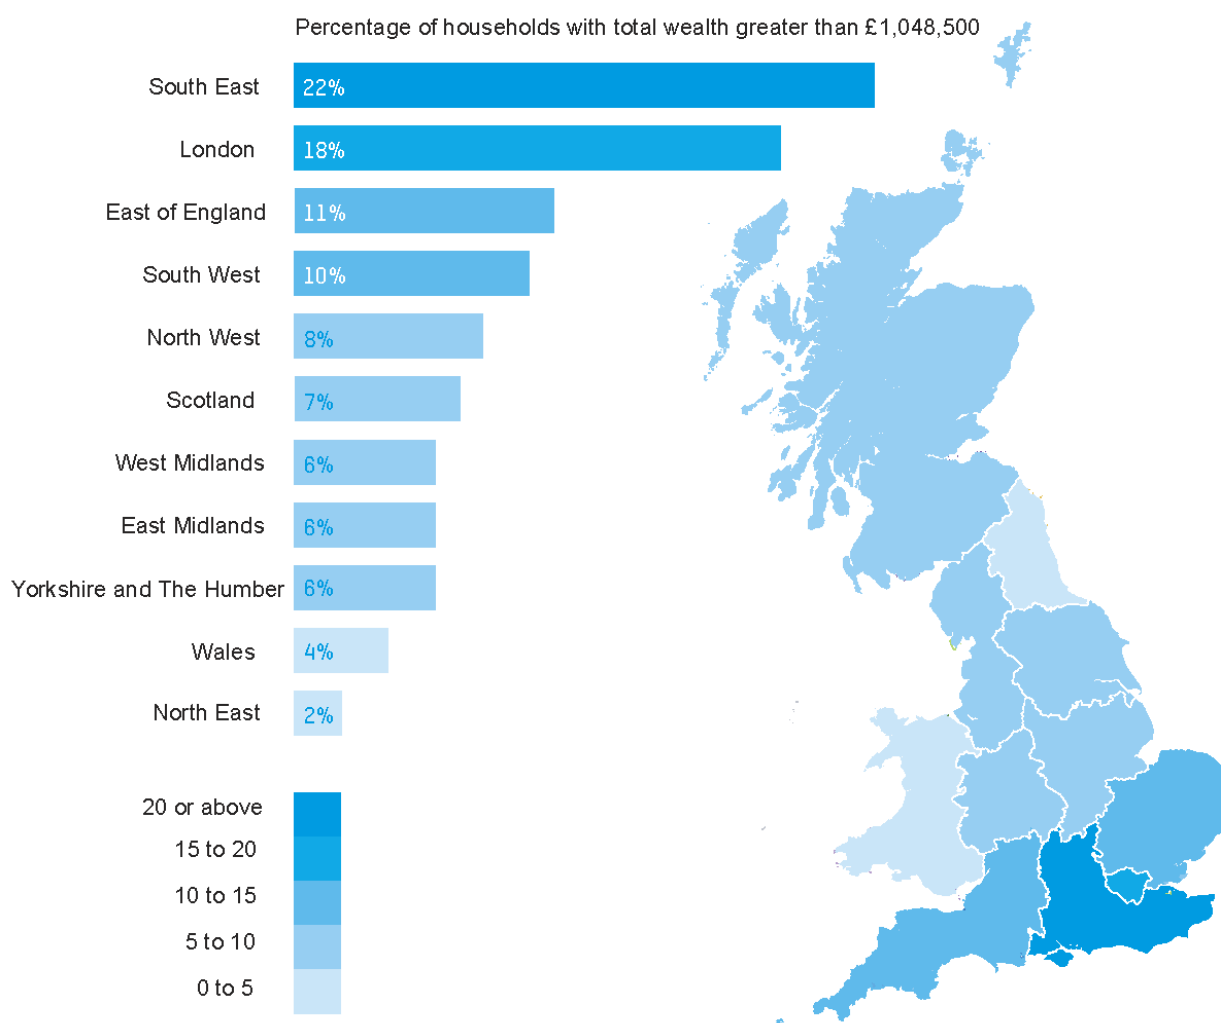 Percentage of households with total wealth greater than £1,048,500
South East 22%
London 18%
East of England 11%
South West 10%
North West 8%
Scotland 7%
West Midlands 6%
East Midlands 6%
Yorkshire and The Humber 6%
Wales 4%
North East 2%
20 or above
15 to 20
10 to 15
5 to 10
0 to 5